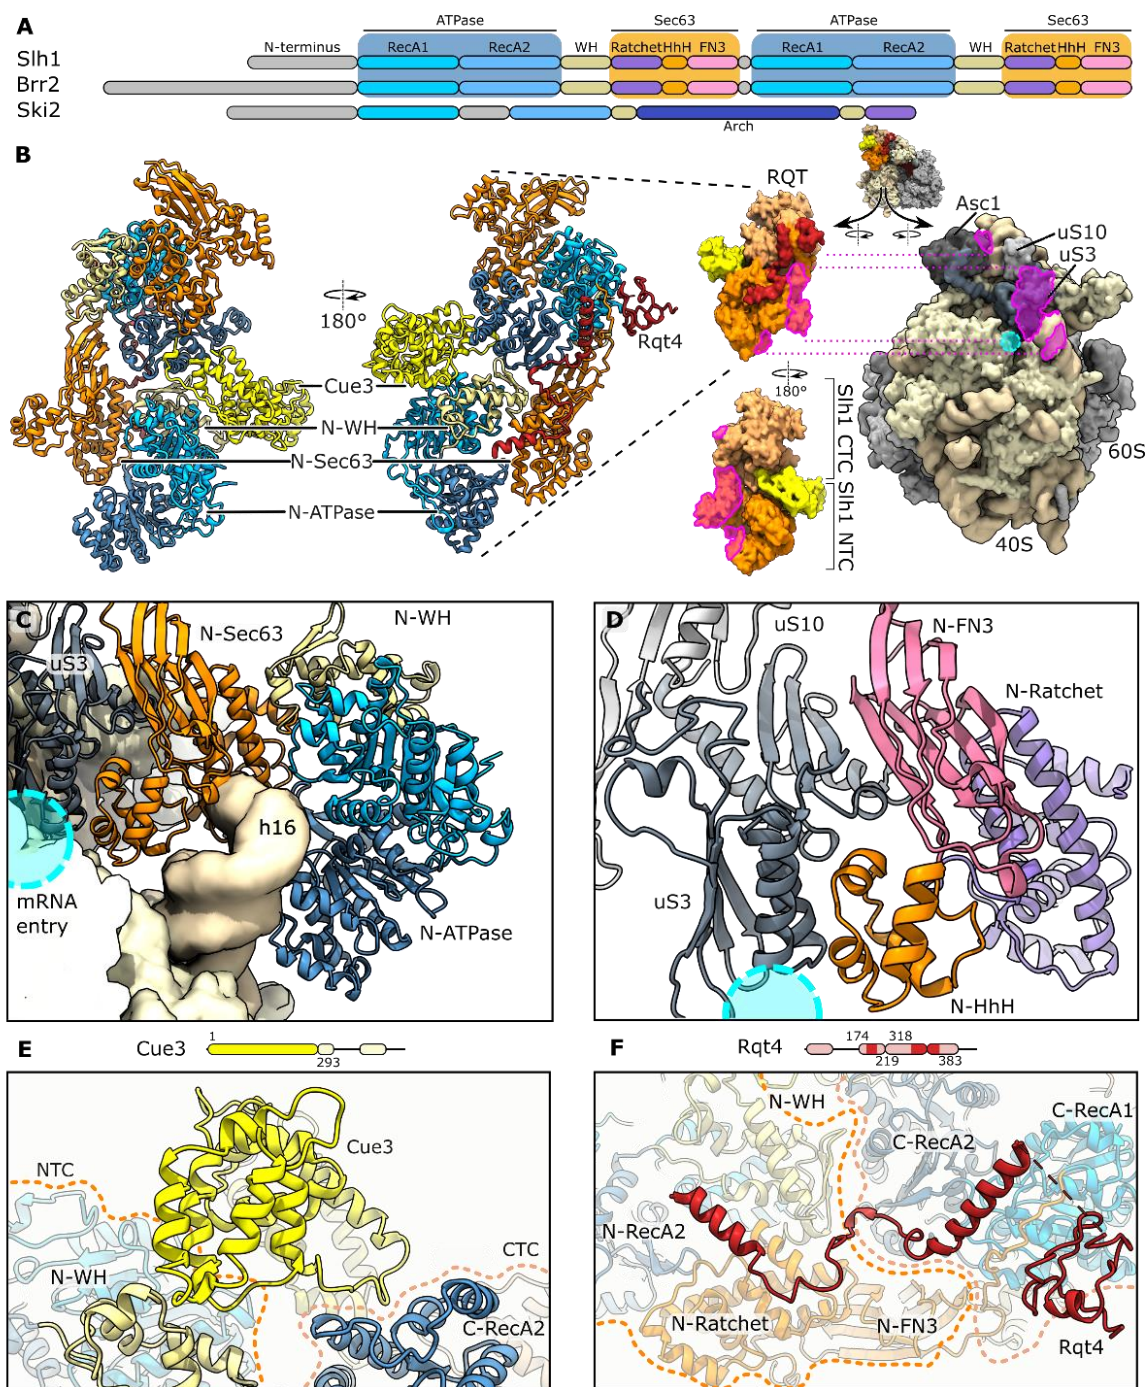 A
ATPase
Sec63
ATPase
Sec63
N-terminus
RecA1
RecA2
WH
Ratchet
HhH
FN3
RecA1
RecA2
WH
Ratchet
HhH
FN3
Slh1
Brr2
Ski2
Arch
B
RQT
Asc1
uS10
uS3
180°
Rqt4
Cue3
N-WH
N-Sec63
N-ATPase
180°
Slh1 CTC
Slh1 NTC
60S
40S
C
N-Sec63
N-WH
uS3
h16
mRNA
entry
N-ATPase
D
uS10
N-FN3
N-Ratchet
uS3
N-HhH
E
Cue3
1
293
NTC
Cue3
N-WH
CTC
C-RecA2
F
Rqt4
174
318
219
383
N-WH
C-RecA1
C-RecA2
N-RecA2
N-Ratchet
N-FN3
Rqt4